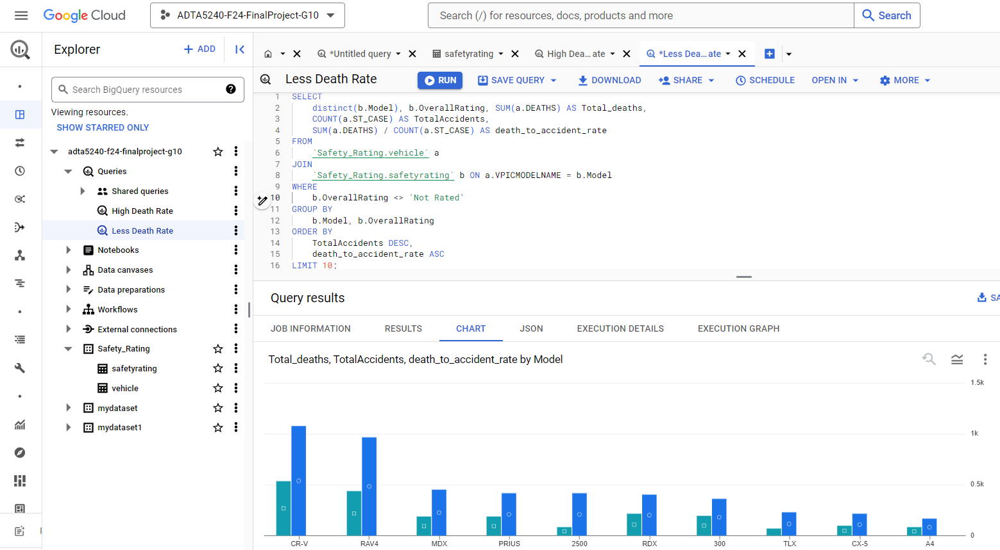 Google Cloud
ADTA5240-F24-FinalProject-G10
Search (/) for resources, docs, products and more
Search
Explorer
+ ADD
Search BigQuery resources
?
Viewing resources.
SHOW STARRED ONLY
adta5240-f24-finalproject-g10
Queries
Shared queries
High Death Rate
Less Death Rate
Notebooks
Data canvases
Data preparations
Workflows
External connections
Safety_Rating
safetyrating
vehicle
mydataset
mydataset1
*Untitled query
safetyrating
High Dea... ate
*Less Dea... ate
Less Death Rate
RUN
SAVE QUERY
DOWNLOAD
SHARE
SCHEDULE
OPEN IN
MORE
1 SELECT
2 distinct(b.Model), b.OverallRating, SUM(a.DEATHS) AS Total_deaths,
3 COUNT(a.ST_CASE) AS TotalAccidents,
4 SUM(a.DEATHS) / COUNT(a.ST_CASE) AS death_to_accident_rate
5 FROM
6 `Safety_Rating.vehicle` a
7 JOIN
8 `Safety_Rating.safetyrating` b ON a.VPICMODELNAME = b.Model
9 WHERE
10 b.OverallRating <> 'Not Rated'
11 GROUP BY
12 b.Model, b.OverallRating
13 ORDER BY
14 TotalAccidents DESC,
15 death_to_accident_rate ASC
16 LIMIT 10;
Query results
SA
JOB INFORMATION
RESULTS
CHART
JSON
EXECUTION DETAILS
EXECUTION GRAPH
Total_deaths, TotalAccidents, death_to_accident_rate by Model
1.5k
1k
0.5k
0
CR-V
RAV4
MDX
PRIUS
2500
RDX
300
TLX
CX-5
A4